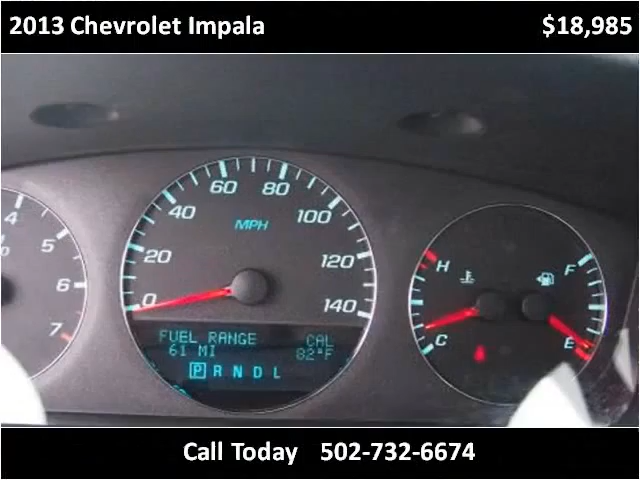 2013 Chevrolet Impala $18,985
4
5
6
7
0
20
40
60
80
100
120
140
MPH
FUEL RANGE CAL
61 MI 82°F
P R N D L
H
C
F
E
Call Today 502-732-6674